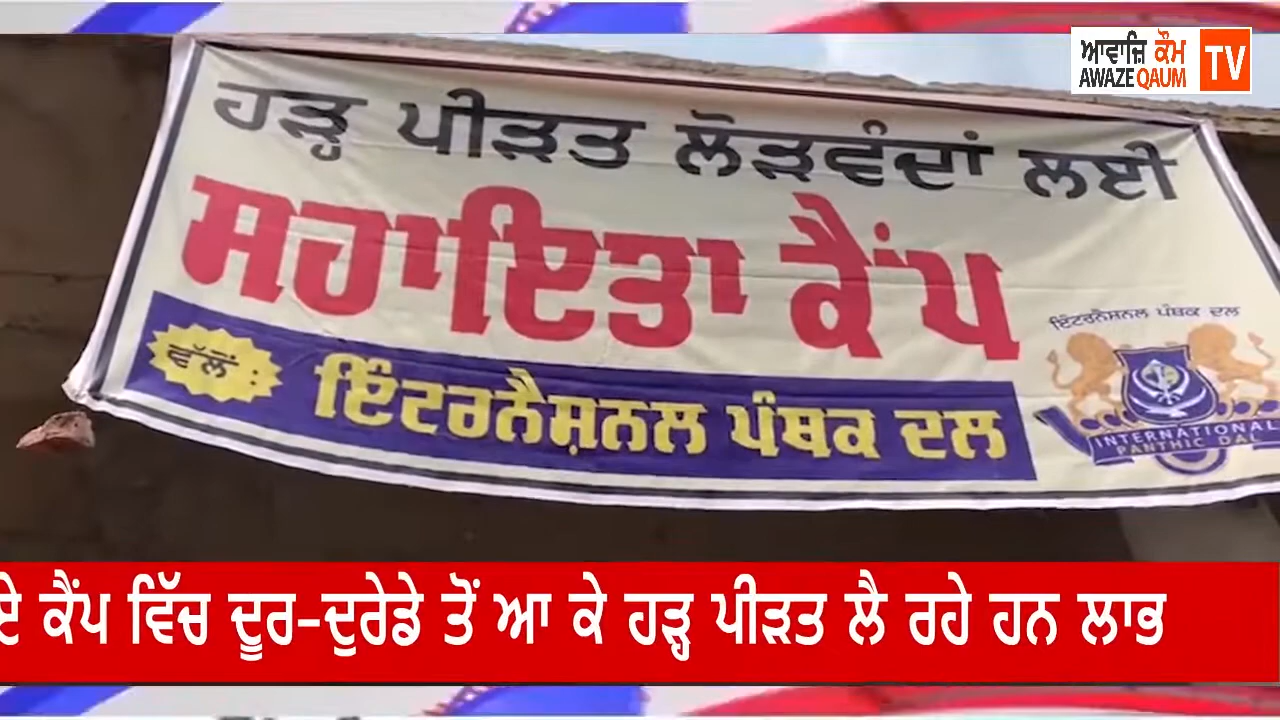 ਆਵਾਜ਼ਿ ਕੌਮ
AWAZE QAUM
TV
ਹੜ੍ਹ ਪੀੜਤ ਲੋੜਵੰਦਾਂ ਲਈ
ਸਹਾਇਤਾ ਕੈਂਪ
ਵੱਲੋਂ :
ਇੰਟਰਨੈਸ਼ਨਲ ਪੰਥਕ ਦਲ
ਇੰਟਰਨੈਸ਼ਨਲ ਪੰਥਕ ਦਲ
INTERNATIONAL
PANTHIC DAL
ਕੈਂਪ ਵਿੱਚ ਦੂਰ-ਦੁਰੇਡੇ ਤੋਂ ਆ ਕੇ ਹੜ੍ਹ ਪੀੜਤ ਲੈ ਰਹੇ ਹਨ ਲਾਭ